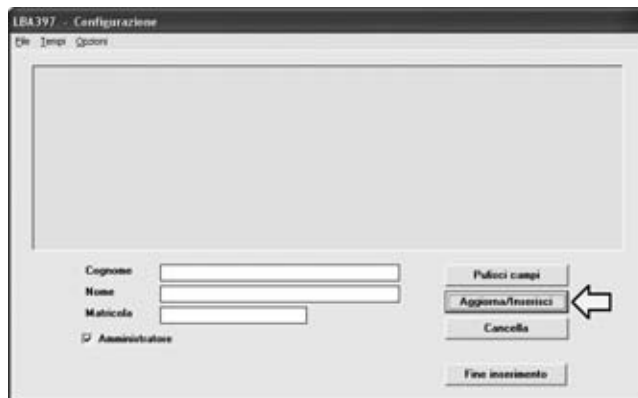 LBA397 - Configurazione
File Tempi Opzioni
Cognome
Nome
Matricola
Amministratore
Pulisci campi
Aggiorna/Inserisci
Cancella
Fine inserimento